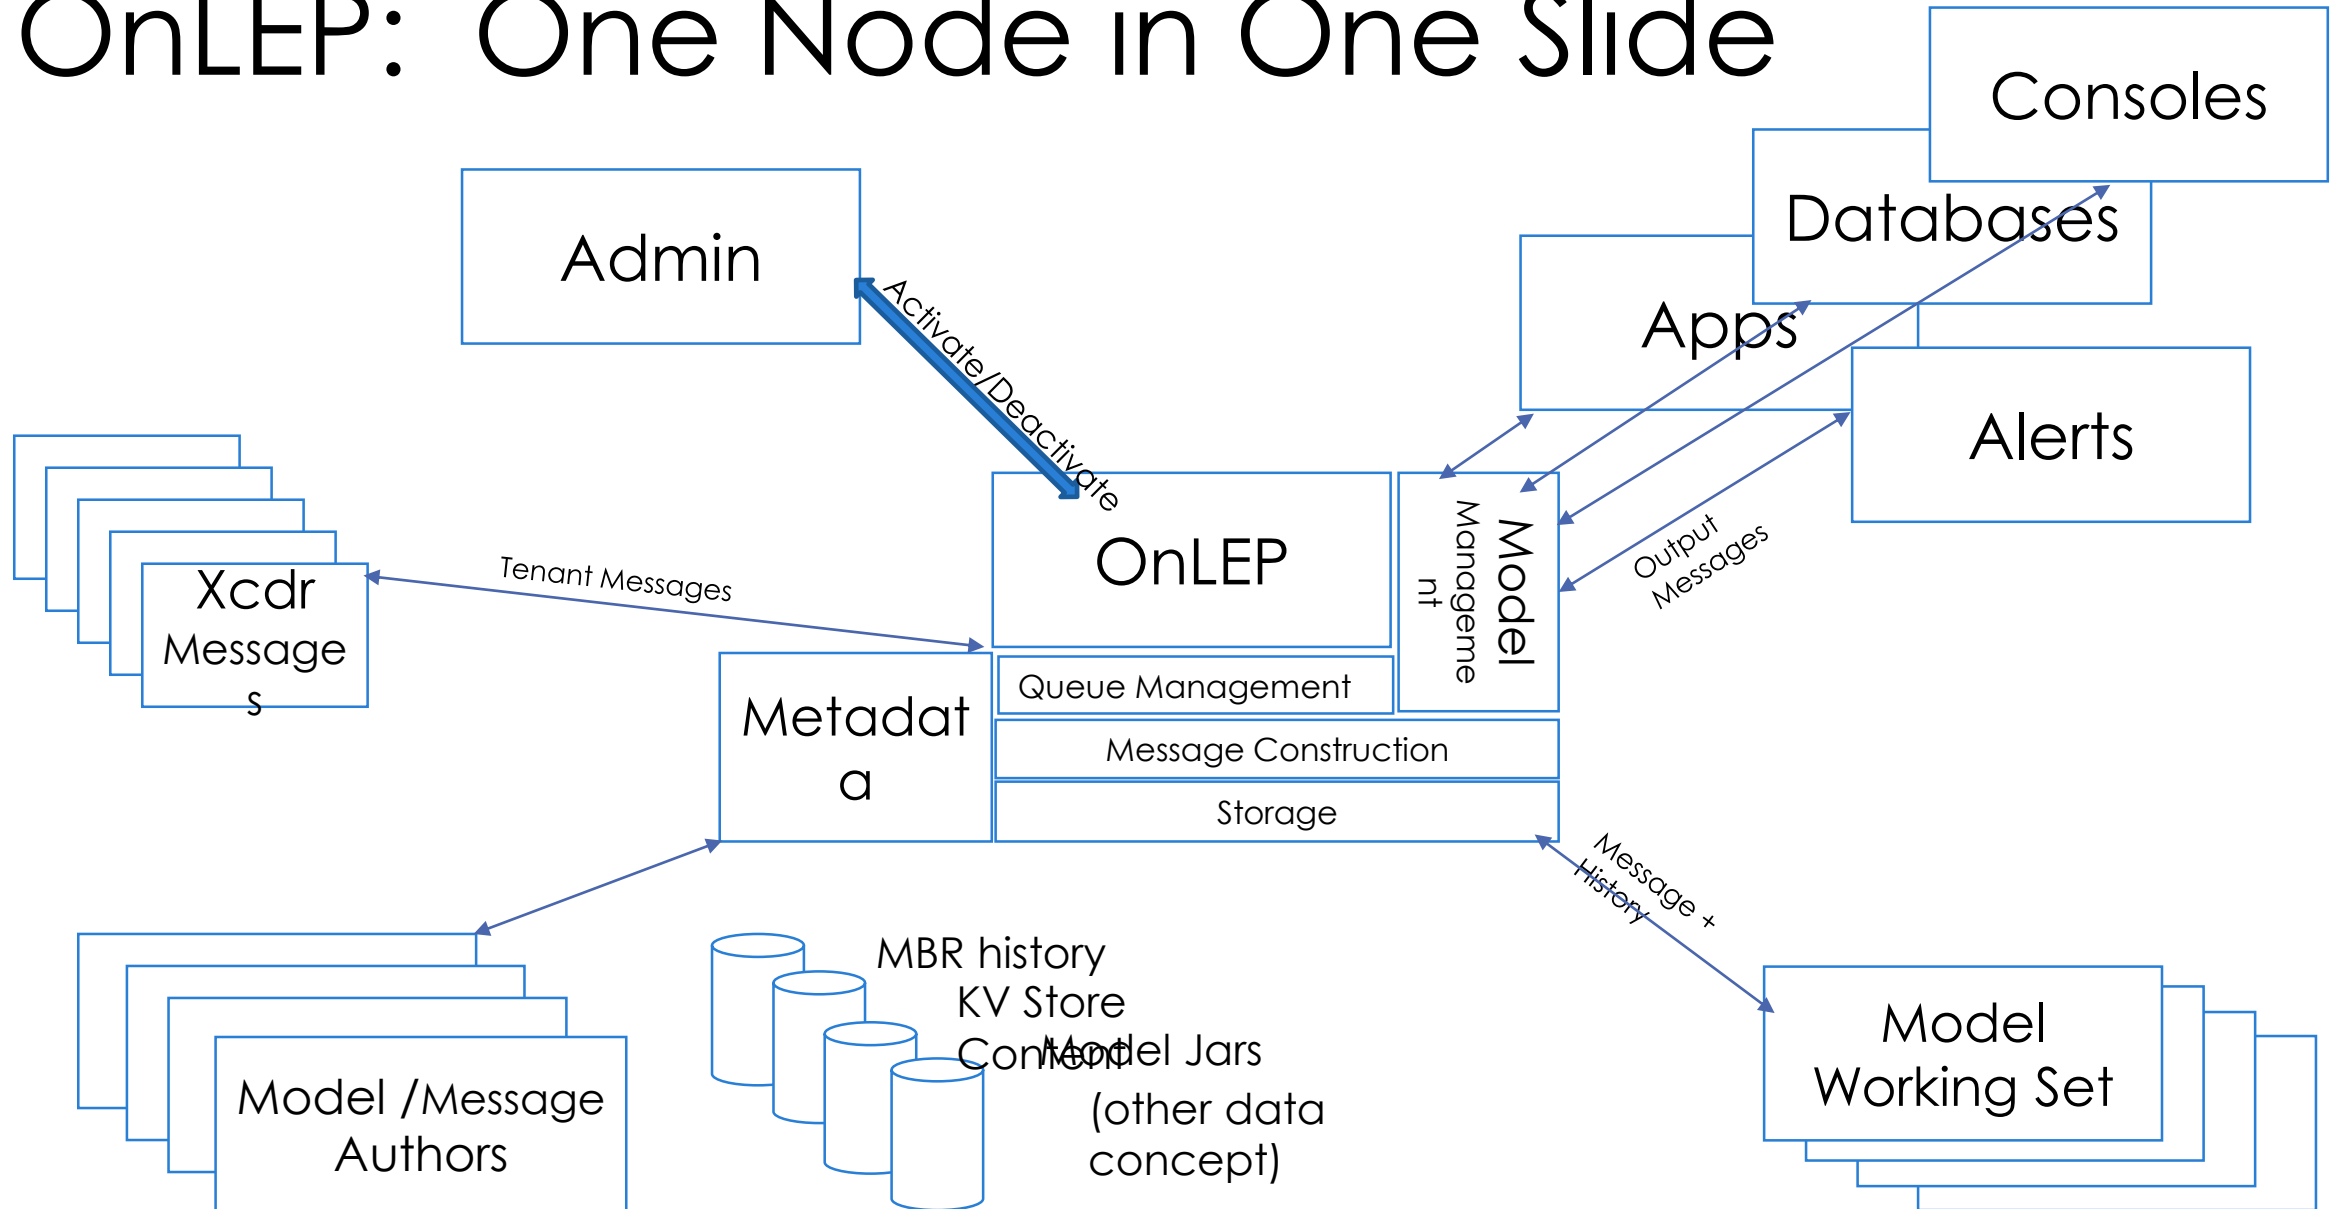 OnLEP: One Node in One Slide
Consoles
Databases
Admin
Apps
Activate/Deactivate
Alerts
Xcdr
Message
s
Tenant Messages
OnLEP
Model
Manageme
nt
Output
Messages
Queue Management
Metadat
a
Message Construction
Storage
Message +
History
MBR history
KV Store
Content
Model Jars
(other data
concept)
Model /Message
Authors
Model
Working Set